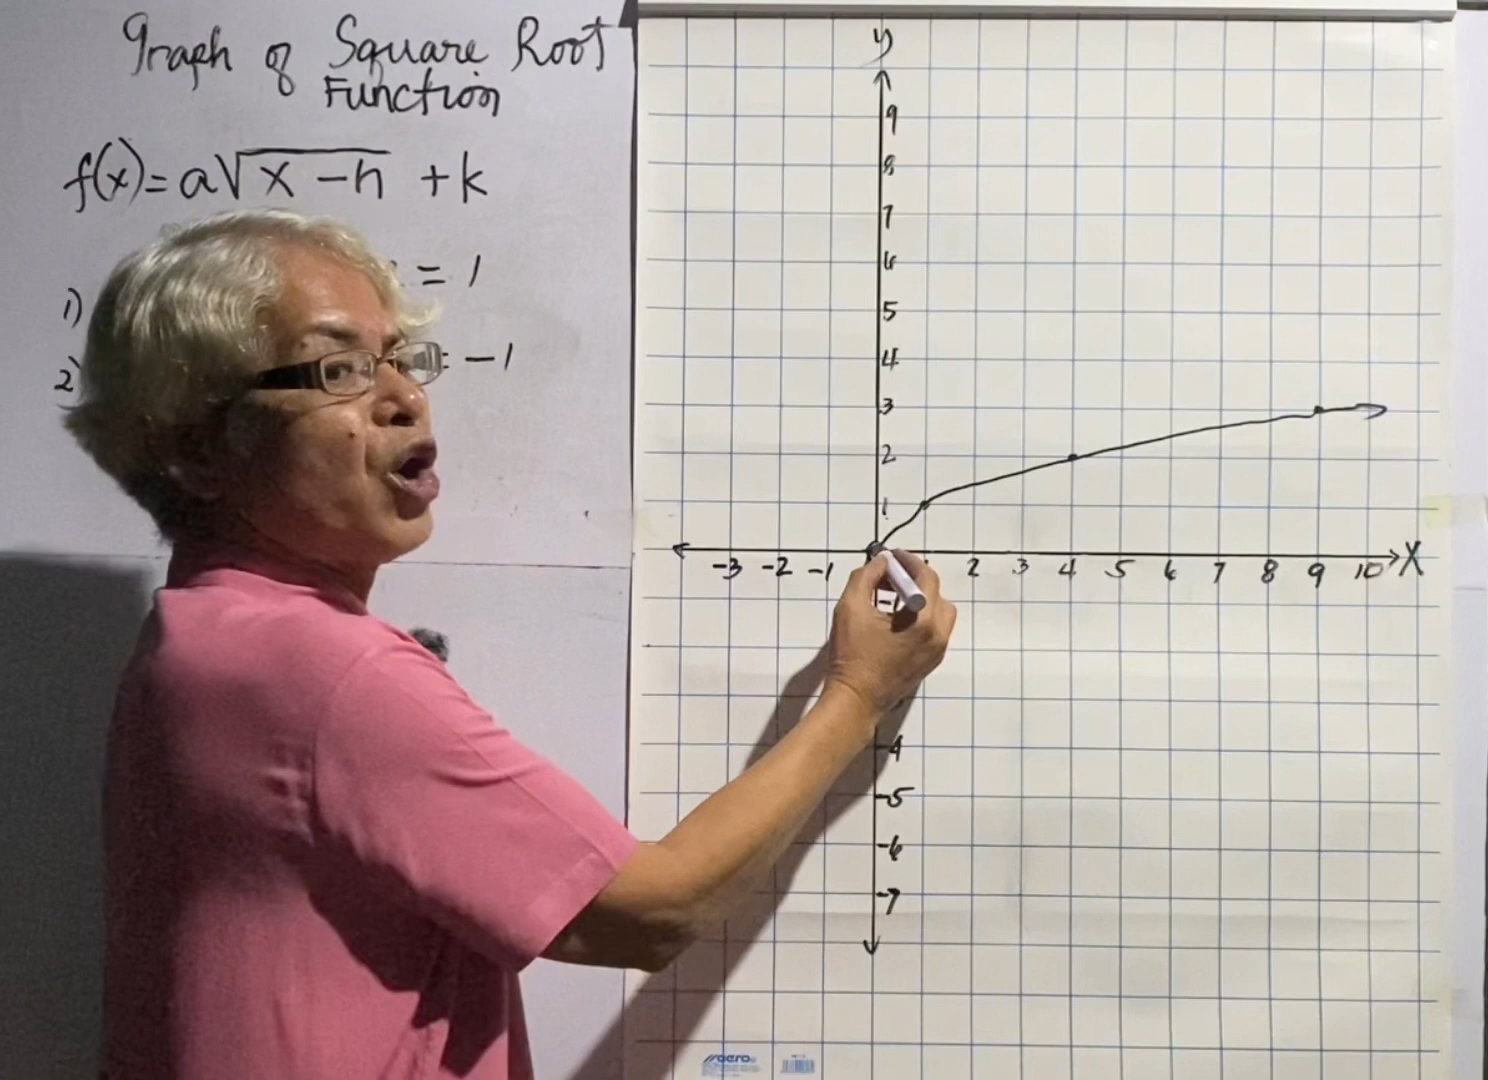 Graph of Square Root
Function
f(x) = a√x - h + k
1) = 1
2) = -1
y
9
8
7
6
5
4
3
2
1
-3 -2 -1 2 3 4 5 6 7 8 9 10 X
-4
-5
-6
-7